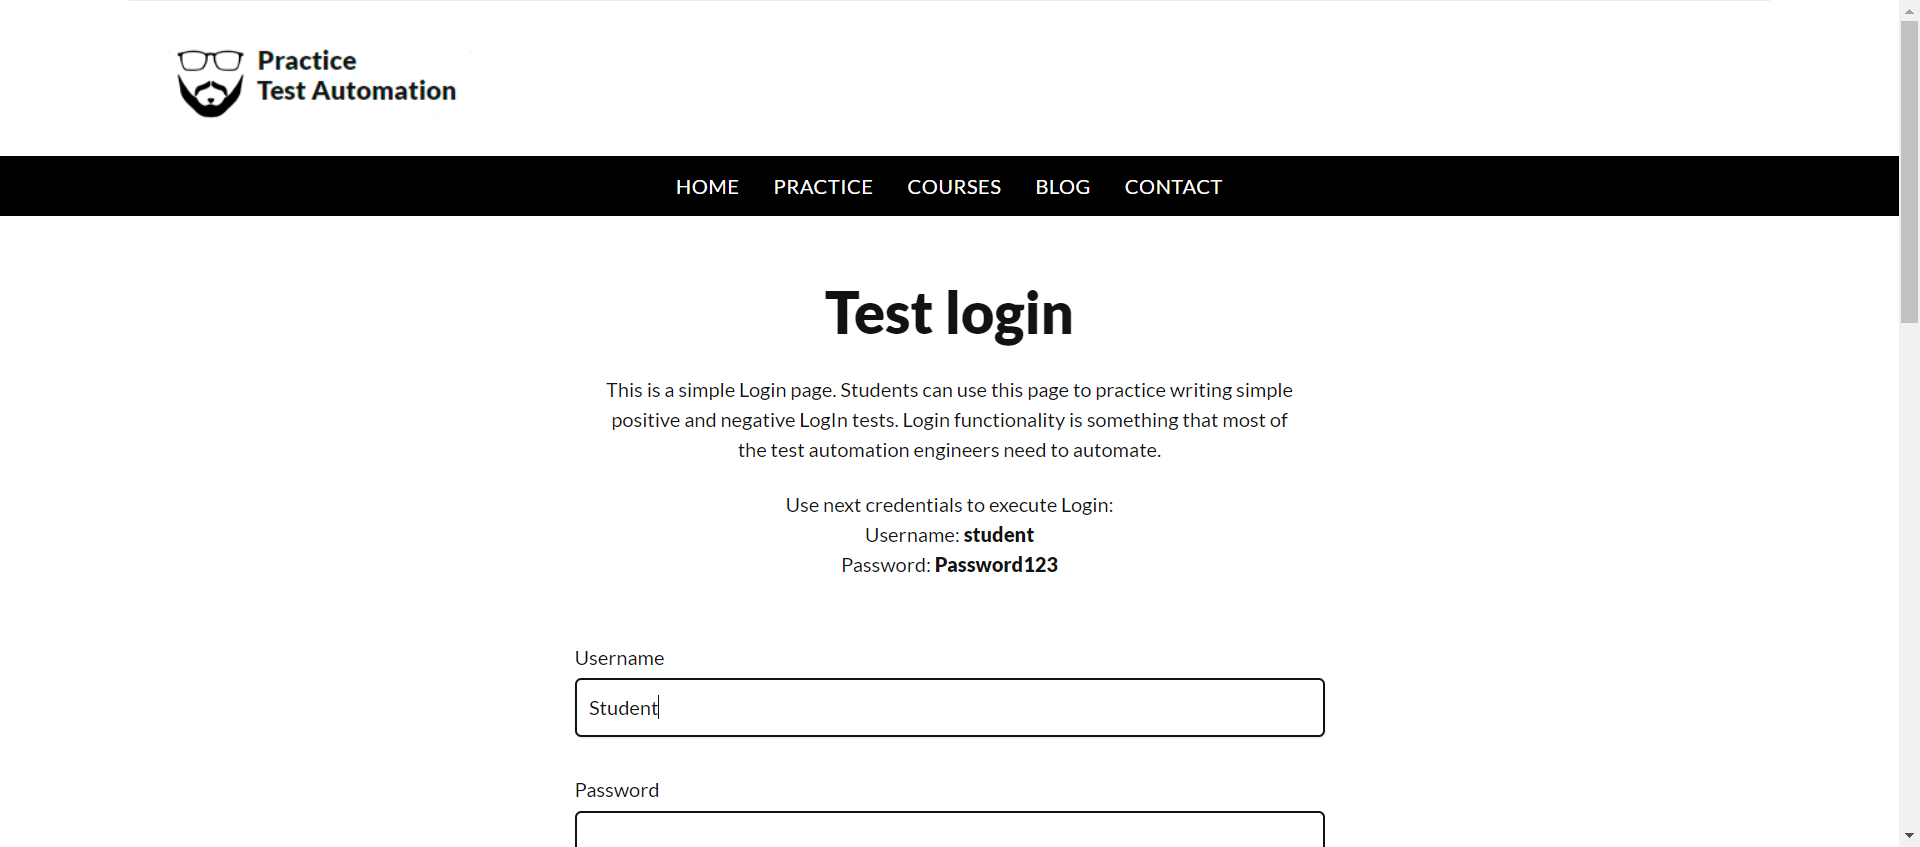 Practice
Test Automation
HOME PRACTICE COURSES BLOG CONTACT
Test login
This is a simple Login page. Students can use this page to practice writing simple
positive and negative LogIn tests. Login functionality is something that most of
the test automation engineers need to automate.
Use next credentials to execute Login:
Username: student
Password: Password123
Username
Student
Password